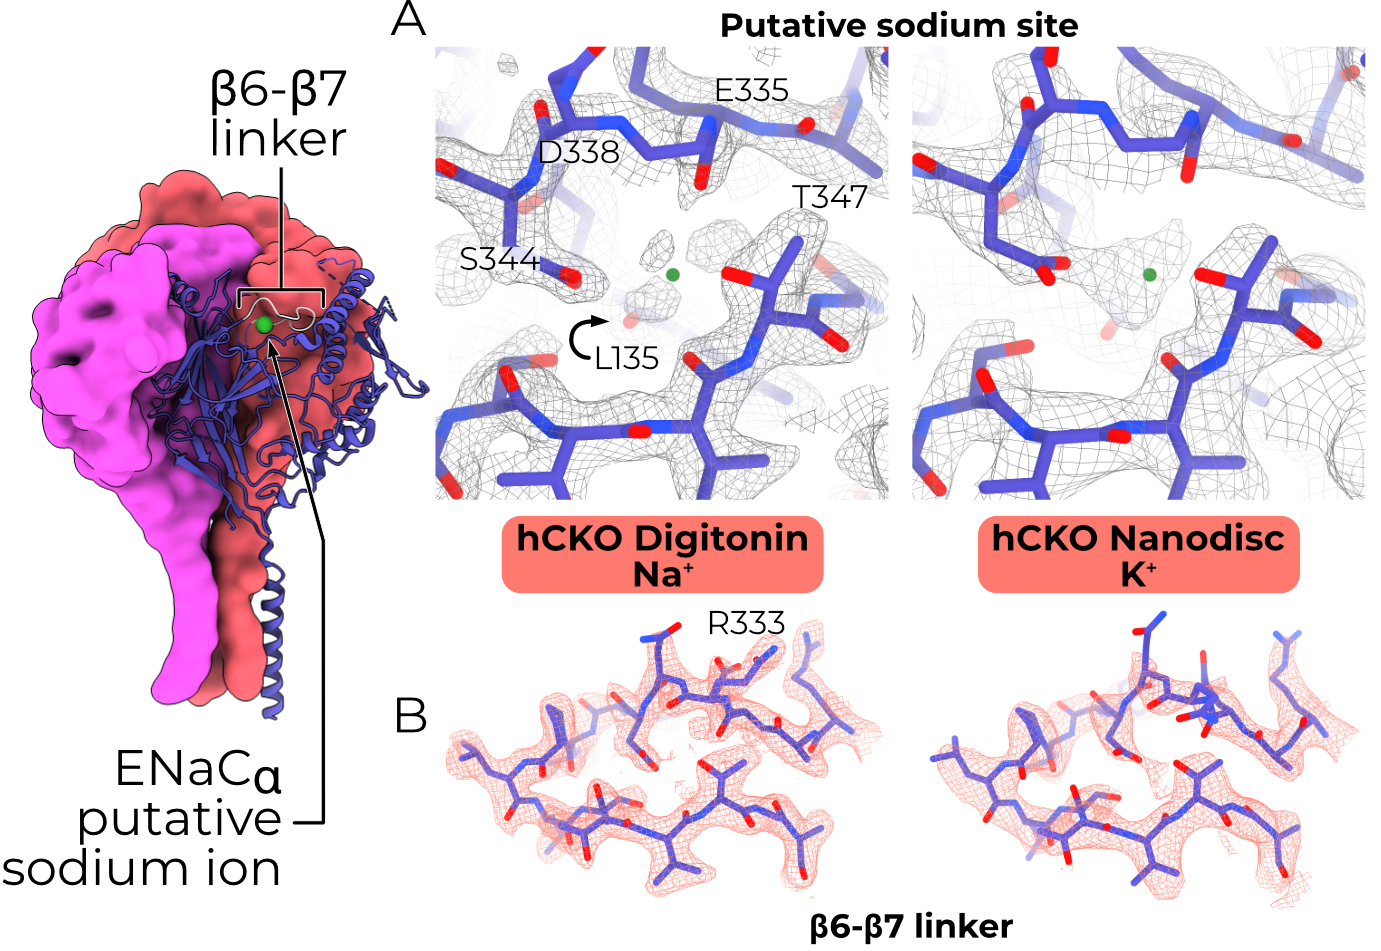 A
Putative sodium site
β6-β7
linker
E335
D338
T347
S344
L135
hCKO Digitonin
Na⁺
hCKO Nanodisc
K⁺
R333
B
ENaCα
putative
sodium ion
β6-β7 linker